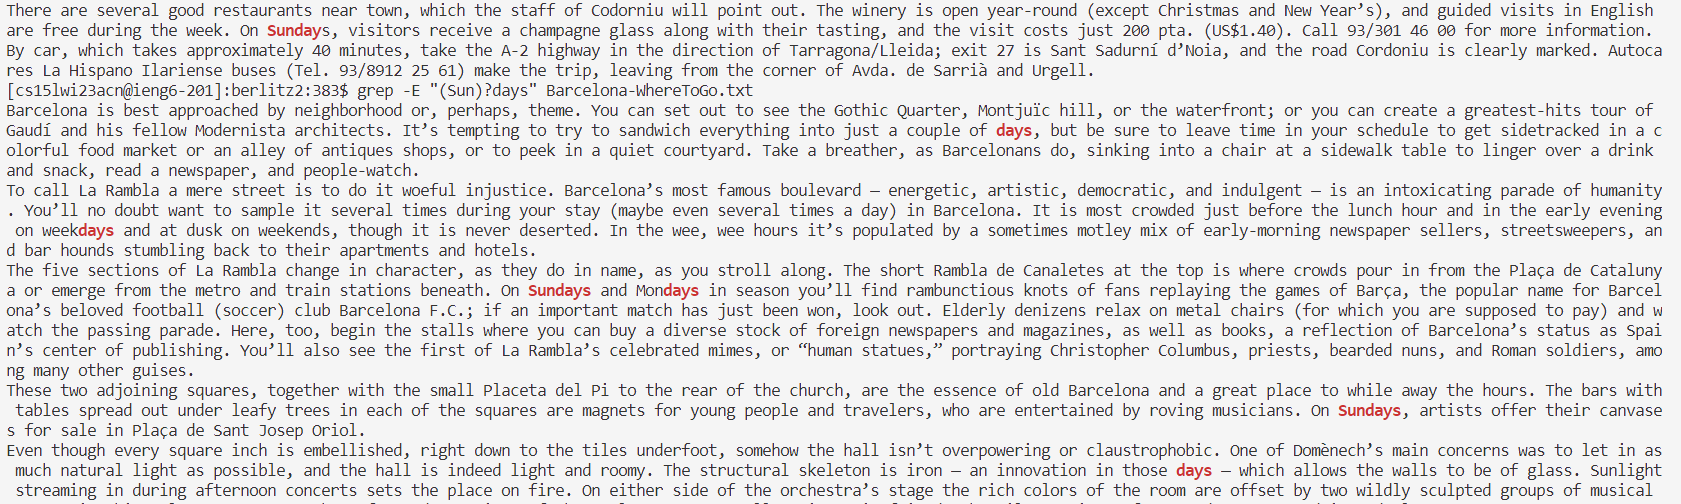 There are several good restaurants near town, which the staff of Codorniu will point out. The winery is open year-round (except Christmas and New Year’s), and guided visits in English
are free during the week. On Sundays, visitors receive a champagne glass along with their tasting, and the visit costs just 200 pta. (US$1.40). Call 93/301 46 00 for more information.
By car, which takes approximately 40 minutes, take the A-2 highway in the direction of Tarragona/Lleida; exit 27 is Sant Sadurní d’Noia, and the road Cordoniu is clearly marked. Autoca
res La Hispano Ilariense buses (Tel. 93/8912 25 61) make the trip, leaving from the corner of Avda. de Sarrià and Urgell.
[cs15lwi23acn@ieng6-201]:berlitz2:383$ grep -E "(Sun)?days" Barcelona-WhereToGo.txt
Barcelona is best approached by neighborhood or, perhaps, theme. You can set out to see the Gothic Quarter, Montjuïc hill, or the waterfront; or you can create a greatest-hits tour of
Gaudí and his fellow Modernista architects. It’s tempting to try to sandwich everything into just a couple of days, but be sure to leave time in your schedule to get sidetracked in a c
olorful food market or an alley of antiques shops, or to peek in a quiet courtyard. Take a breather, as Barcelonans do, sinking into a chair at a sidewalk table to linger over a drink
and snack, read a newspaper, and people-watch.
To call La Rambla a mere street is to do it woeful injustice. Barcelona’s most famous boulevard — energetic, artistic, democratic, and indulgent — is an intoxicating parade of humanity
. You’ll no doubt want to sample it several times during your stay (maybe even several times a day) in Barcelona. It is most crowded just before the lunch hour and in the early evening
on weekdays and at dusk on weekends, though it is never deserted. In the wee, wee hours it’s populated by a sometimes motley mix of early-morning newspaper sellers, streetsweepers, an
d bar hounds stumbling back to their apartments and hotels.
The five sections of La Rambla change in character, as they do in name, as you stroll along. The short Rambla de Canaletes at the top is where crowds pour in from the Plaça de Cataluny
a or emerge from the metro and train stations beneath. On Sundays and Mondays in season you’ll find rambunctious knots of fans replaying the games of Barça, the popular name for Barcel
ona’s beloved football (soccer) club Barcelona F.C.; if an important match has just been won, look out. Elderly denizens relax on metal chairs (for which you are supposed to pay) and w
atch the passing parade. Here, too, begin the stalls where you can buy a diverse stock of foreign newspapers and magazines, as well as books, a reflection of Barcelona’s status as Spai
n’s center of publishing. You’ll also see the first of La Rambla’s celebrated mimes, or “human statues,” portraying Christopher Columbus, priests, bearded nuns, and Roman soldiers, amo
ng many other guises.
These two adjoining squares, together with the small Placeta del Pi to the rear of the church, are the essence of old Barcelona and a great place to while away the hours. The bars with
tables spread out under leafy trees in each of the squares are magnets for young people and travelers, who are entertained by roving musicians. On Sundays, artists offer their canvase
s for sale in Plaça de Sant Josep Oriol.
Even though every square inch is embellished, right down to the tiles underfoot, somehow the hall isn’t overpowering or claustrophobic. One of Domènech’s main concerns was to let in as
much natural light as possible, and the hall is indeed light and roomy. The structural skeleton is iron — an innovation in those days — which allows the walls to be of glass. Sunlight
streaming in during afternoon concerts sets the place on fire. On either side of the orchestra’s stage the rich colors of the room are offset by two wildly sculpted groups of musical